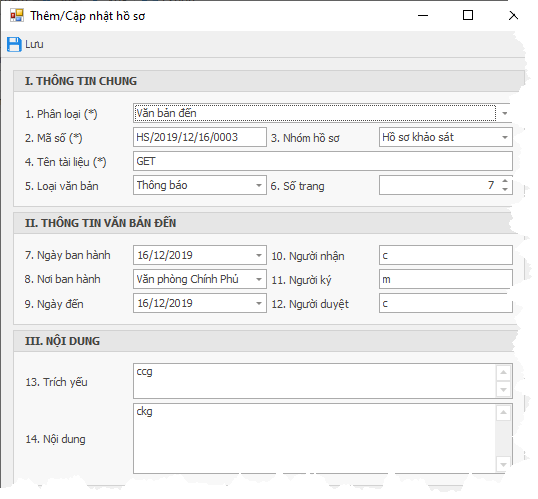 Thêm/Cập nhật hồ sơ
Lưu
I. THÔNG TIN CHUNG
1. Phân loại (*) Văn bản đến
2. Mã số (*) HS/2019/12/16/0003 3. Nhóm hồ sơ Hồ sơ khảo sát
4. Tên tài liệu (*) GET
5. Loại văn bản Thông báo 6. Số trang 7
II. THÔNG TIN VĂN BẢN ĐẾN
7. Ngày ban hành 16/12/2019 10. Người nhận c
8. Nơi ban hành Văn phòng Chính Phủ 11. Người ký m
9. Ngày đến 16/12/2019 12. Người duyệt c
III. NỘI DUNG
13. Trích yếu ccg
14. Nội dung ckg